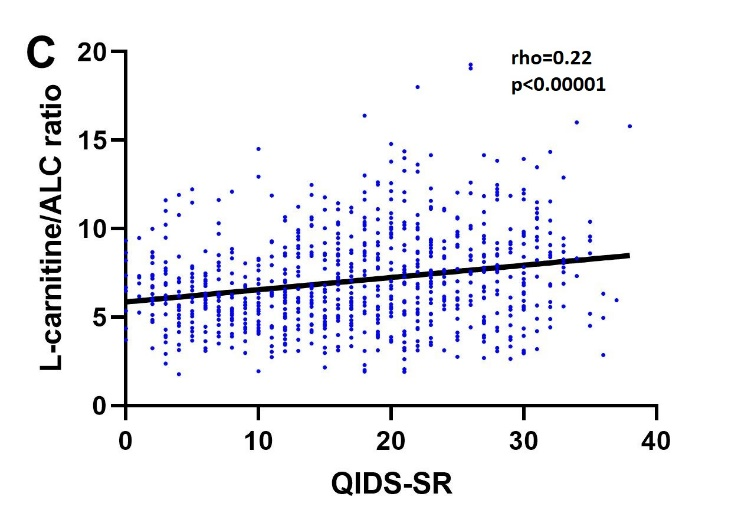 C
rho=0.22
p<0.00001
L-carnitine/ALC ratio
20
15
10
5
0
0 10 20 30 40
QIDS-SR